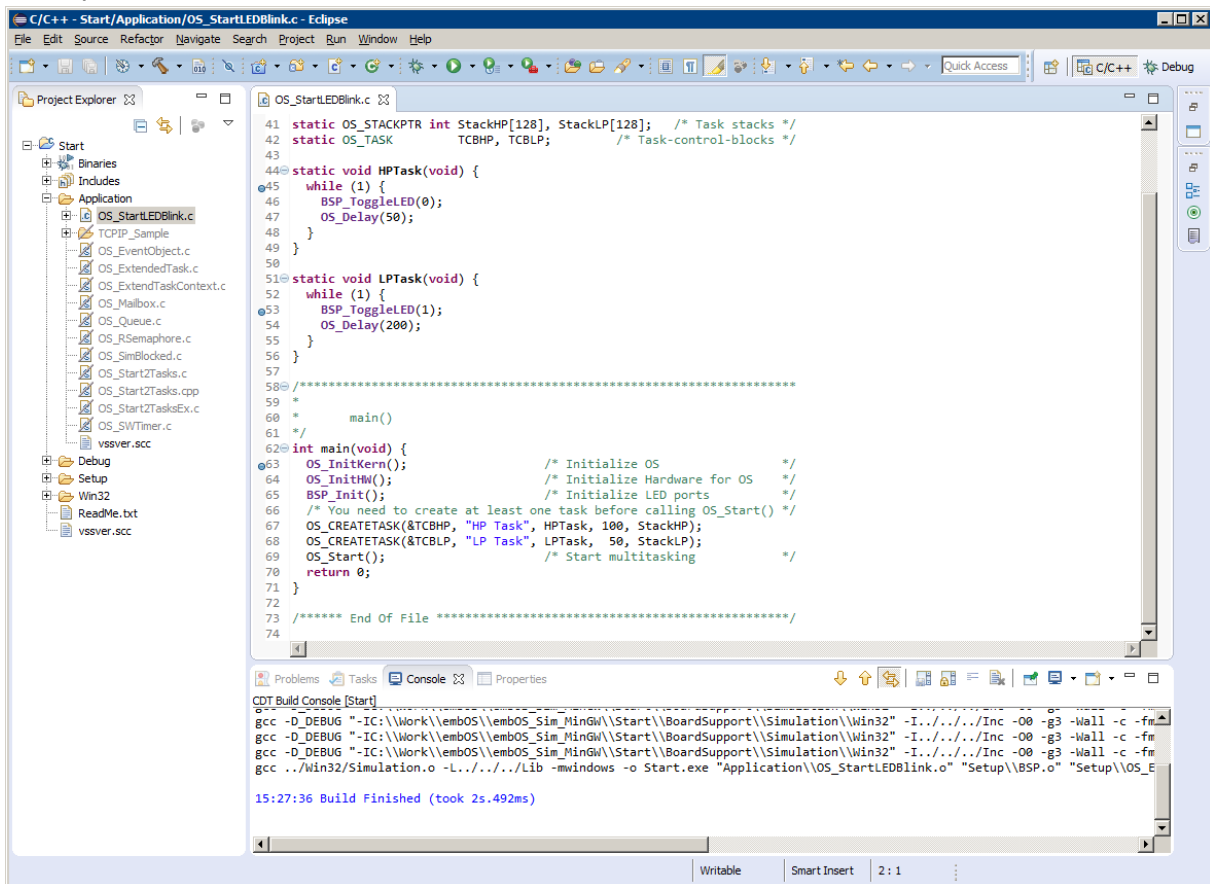 C/C++ - Start/Application/OS_StartLEDBlink.c - Eclipse
File Edit Source Refactor Navigate Search Project Run Window Help
Quick Access C/C++ Debug
Project Explorer
OS_StartLEDBlink.c
Start
Binaries
Includes
Application
OS_StartLEDBlink.c
TCPIP_Sample
OS_EventObject.c
OS_ExtendedTask.c
OS_ExtendTaskContext.c
OS_Mailbox.c
OS_Queue.c
OS_RSemaphore.c
OS_SimBlocked.c
OS_Start2Tasks.c
OS_Start2Tasks.cpp
OS_Start2TasksEx.c
OS_SWTimer.c
vssver.scc
Debug
Setup
Win32
ReadMe.txt
vssver.scc
41 static OS_STACKPTR int StackHP[128], StackLP[128]; /* Task stacks */
42 static OS_TASK TCBHP, TCBLP; /* Task-control-blocks */
43
44 static void HPTask(void) {
45 while (1) {
46 BSP_ToggleLED(0);
47 OS_Delay(50);
48 }
49 }
50
51 static void LPTask(void) {
52 while (1) {
53 BSP_ToggleLED(1);
54 OS_Delay(200);
55 }
56 }
57
58 /*********************************************************************
59 *
60 * main()
61 */
62 int main(void) {
63 OS_InitKern(); /* Initialize OS */
64 OS_InitHW(); /* Initialize Hardware for OS */
65 BSP_Init(); /* Initialize LED ports */
66 /* You need to create at least one task before calling OS_Start() */
67 OS_CREATETASK(&TCBHP, "HP Task", HPTask, 100, StackHP);
68 OS_CREATETASK(&TCBLP, "LP Task", LPTask, 50, StackLP);
69 OS_Start(); /* Start multitasking */
70 return 0;
71 }
72
73 /****** End Of File *************************************************/
74
Problems Tasks Console Properties
CDT Build Console [Start]
gcc -D_DEBUG "-IC:\\Work\\embOS\\embOS_Sim_MinGW\\Start\\BoardSupport\\Simulation\\Win32" -I../../../Inc -O0 -g3 -Wall -c -fm
gcc -D_DEBUG "-IC:\\Work\\embOS\\embOS_Sim_MinGW\\Start\\BoardSupport\\Simulation\\Win32" -I../../../Inc -O0 -g3 -Wall -c -fm
gcc -D_DEBUG "-IC:\\Work\\embOS\\embOS_Sim_MinGW\\Start\\BoardSupport\\Simulation\\Win32" -I../../../Inc -O0 -g3 -Wall -c -fm
gcc ../Win32/Simulation.o -L../../../Lib -mwindows -o Start.exe "Application\\OS_StartLEDBlink.o" "Setup\\BSP.o" "Setup\\OS_E
15:27:36 Build Finished (took 2s.492ms)
Writable Smart Insert 2 : 1